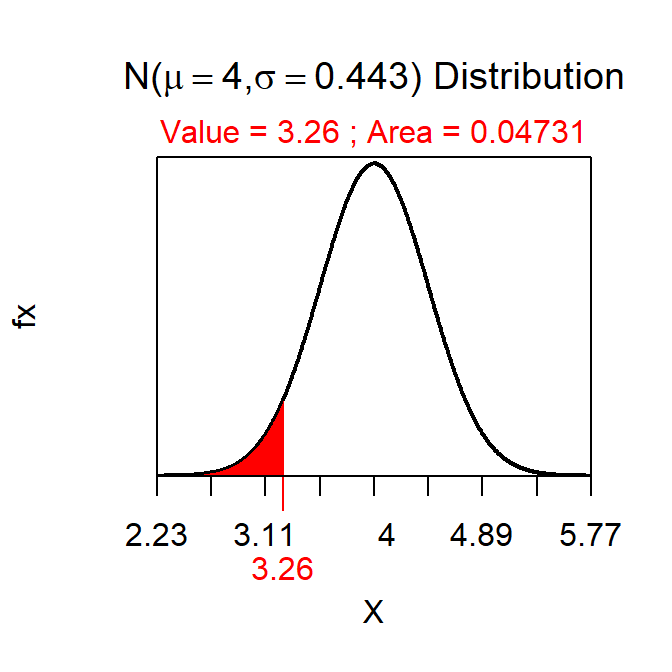 N(μ = 4,σ = 0.443) Distribution
Value = 3.26 ; Area = 0.04731
fx
2.23 3.11 4 4.89 5.77
3.26
X